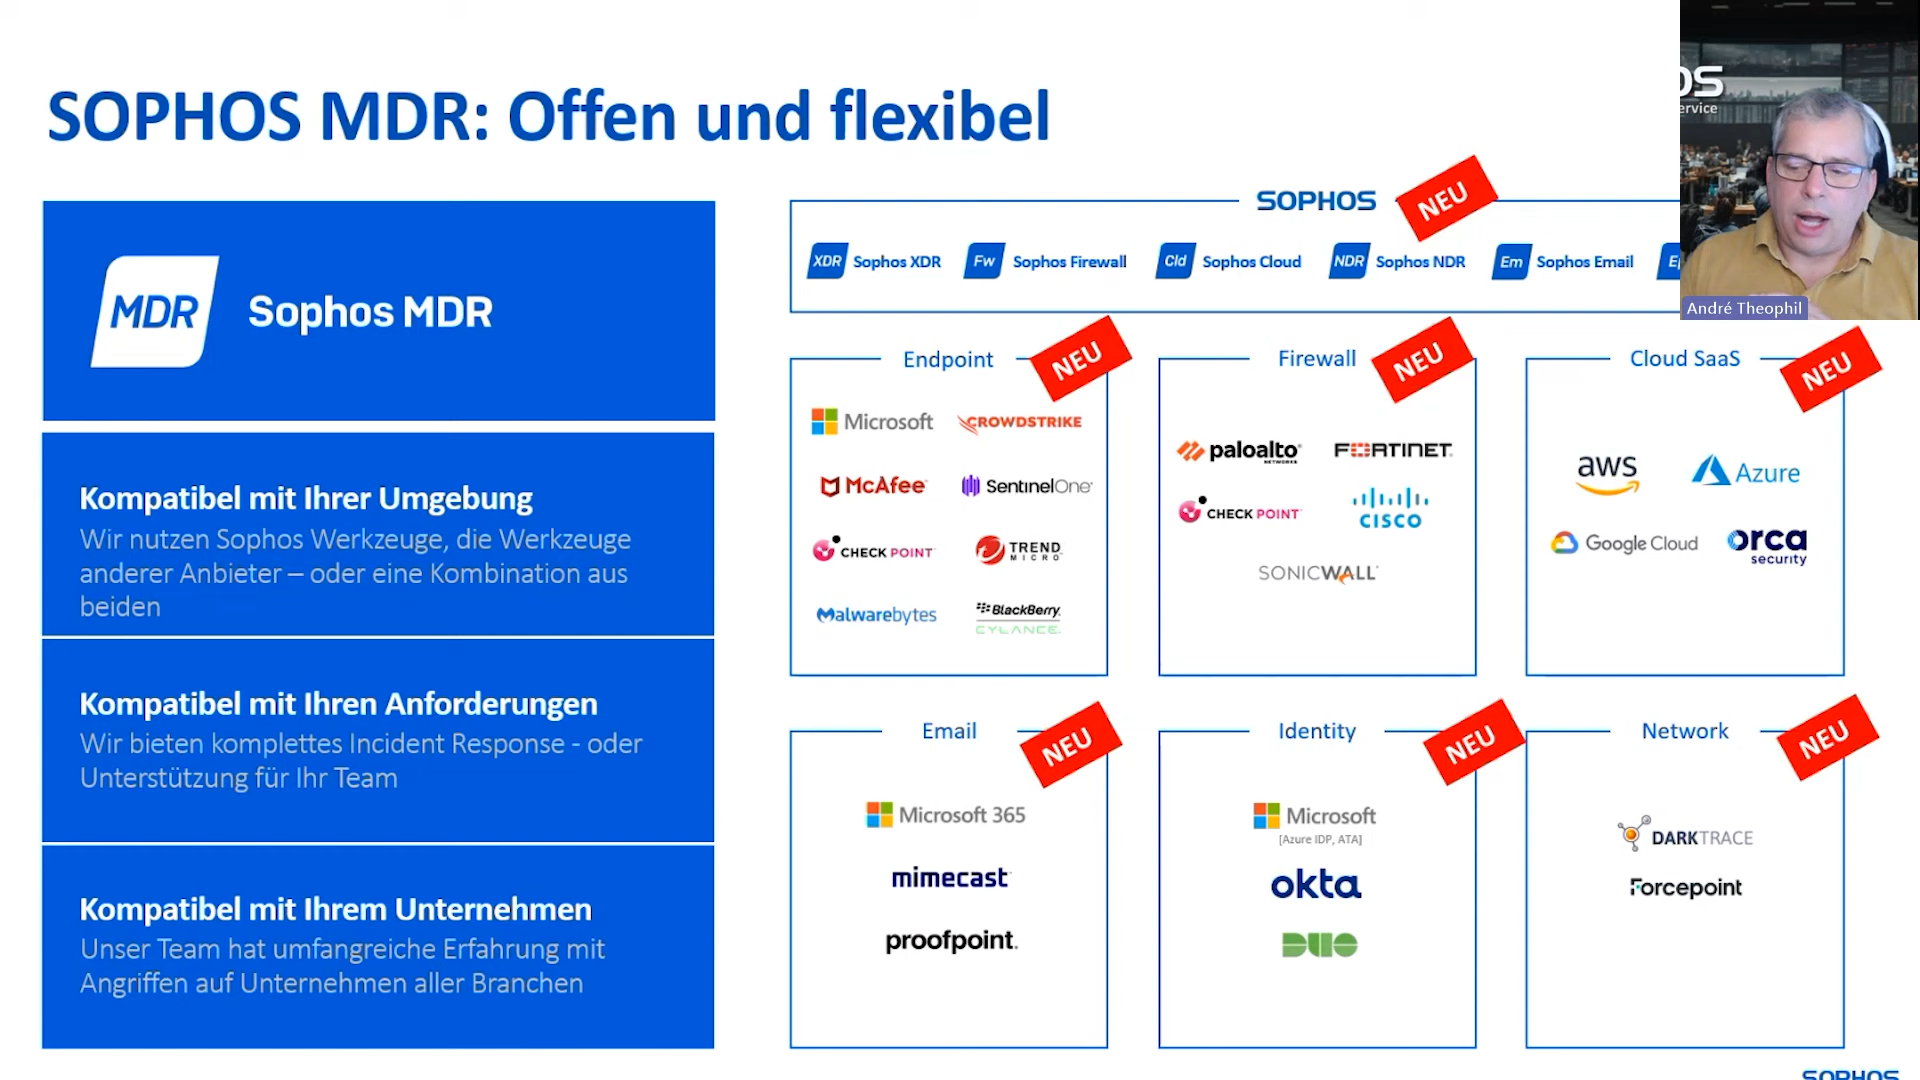 SOPHOS MDR: Offen und flexibel
MDR Sophos MDR
Kompatibel mit Ihrer Umgebung
Wir nutzen Sophos Werkzeuge, die Werkzeuge
anderer Anbieter – oder eine Kombination aus
beiden
Kompatibel mit Ihren Anforderungen
Wir bieten komplettes Incident Response - oder
Unterstützung für Ihr Team
Kompatibel mit Ihrem Unternehmen
Unser Team hat umfangreiche Erfahrung mit
Angriffen auf Unternehmen aller Branchen
SOPHOS NEU
XDR Sophos XDR Fw Sophos Firewall Cld Sophos Cloud NDR Sophos NDR Em Sophos Email
Endpoint NEU
Microsoft CROWDSTRIKE
McAfee SentinelOne
CHECK POINT TREND MICRO
Malwarebytes BlackBerry CYLANCE
Firewall NEU
paloalto NETWORKS FORTINET
CHECK POINT CISCO
SONICWALL
Cloud SaaS NEU
aws Azure
Google Cloud orca security
Email NEU
Microsoft 365
mimecast
proofpoint.
Identity NEU
Microsoft
[Azure IDP, ATA]
okta
DUO
Network NEU
DARKTRACE
Forcepoint
André Theophil
SOPHOS